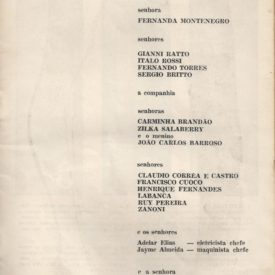 senhora
FERNANDA MONTENEGRO
senhores
GIANNI RATTO
ITALO ROSSI
FERNANDO TORRES
SERGIO BRITTO
a companhia
senhoras
CARMINHA BRANDÃO
ZILKA SALABERRY
e o menino
JOÃO CARLOS BARROSO
senhores
CLAUDIO CORRÊA E CASTRO
FRANCISCO CUOCO
HENRIQUE FERNANDES
LABANCA
RUY PEREIRA
ZANONI
e os senhores
Adelar Elias — eletricista chefe
Jayme Almeida — maquinista chefe
e a senhora